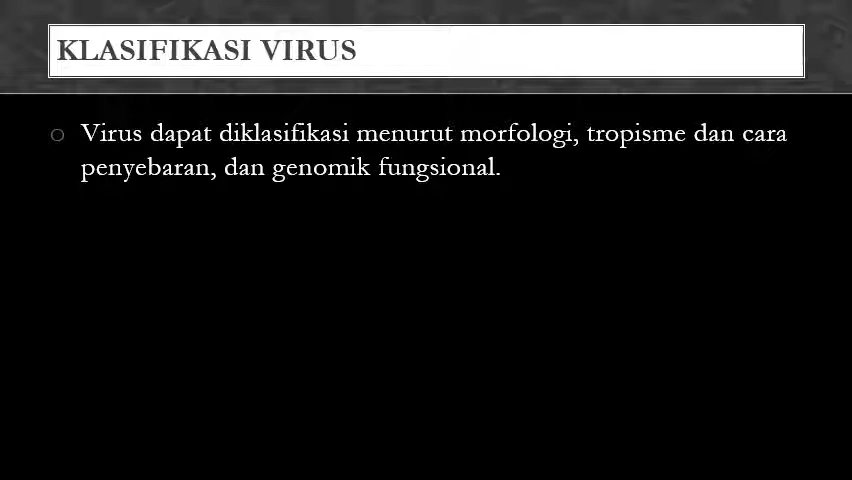 KLASIFIKASI VIRUS
Virus dapat diklasifikasi menurut morfologi, tropisme dan cara
penyebaran, dan genomik fungsional.